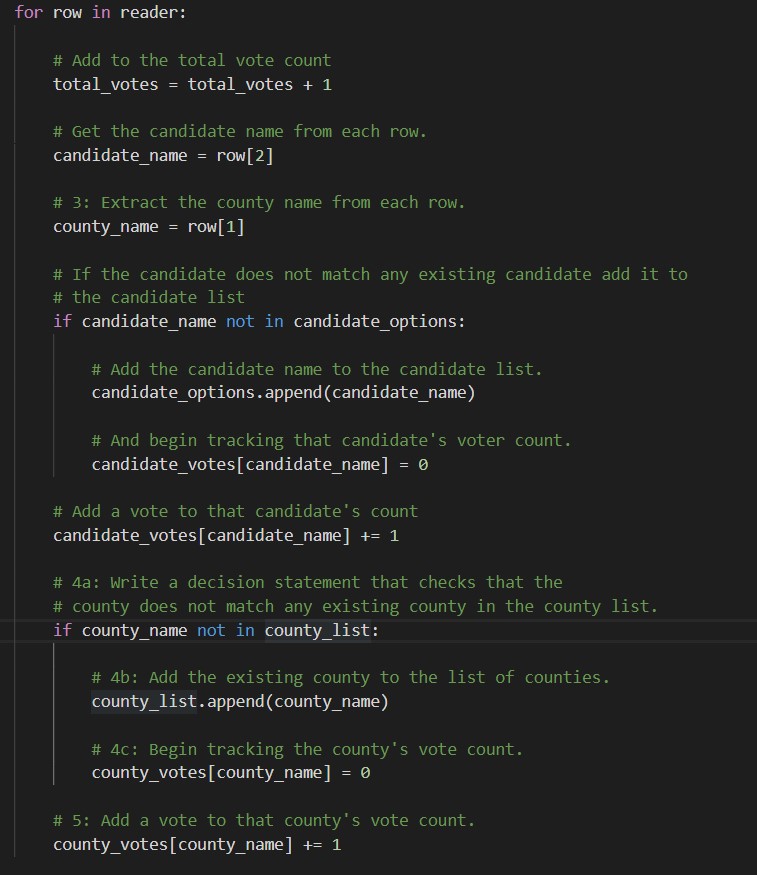 for row in reader:
# Add to the total vote count
total_votes = total_votes + 1
# Get the candidate name from each row.
candidate_name = row[2]
# 3: Extract the county name from each row.
county_name = row[1]
# If the candidate does not match any existing candidate add it to
# the candidate list
if candidate_name not in candidate_options:
# Add the candidate name to the candidate list.
candidate_options.append(candidate_name)
# And begin tracking that candidate's voter count.
candidate_votes[candidate_name] = 0
# Add a vote to that candidate's count
candidate_votes[candidate_name] += 1
# 4a: Write a decision statement that checks that the
# county does not match any existing county in the county list.
if county_name not in county_list:
# 4b: Add the existing county to the list of counties.
county_list.append(county_name)
# 4c: Begin tracking the county's vote count.
county_votes[county_name] = 0
# 5: Add a vote to that county's vote count.
county_votes[county_name] += 1